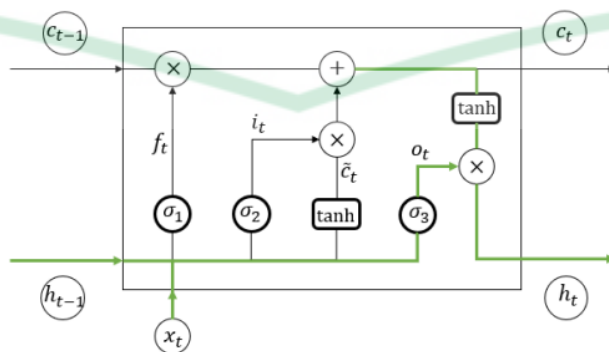 c_{t-1} c_t
× +
tanh
i_t
f_t × o_t ×
c̃_t
σ_1 σ_2 tanh σ_3
h_{t-1} h_t
x_t